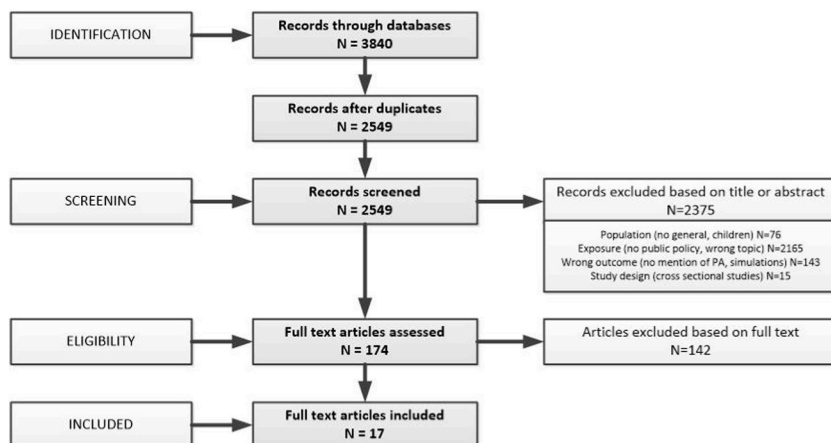 IDENTIFICATION
Records through databases
N = 3840
Records after duplicates
N = 2549
SCREENING
Records screened
N = 2549
Records excluded based on title or abstract
N=2375
Population (no general, children) N=76
Exposure (no public policy, wrong topic) N=2165
Wrong outcome (no mention of PA, simulations) N=143
Study design (cross sectional studies) N=15
ELIGIBILITY
Full text articles assessed
N = 174
Articles excluded based on full text
N=142
INCLUDED
Full text articles included
N = 17